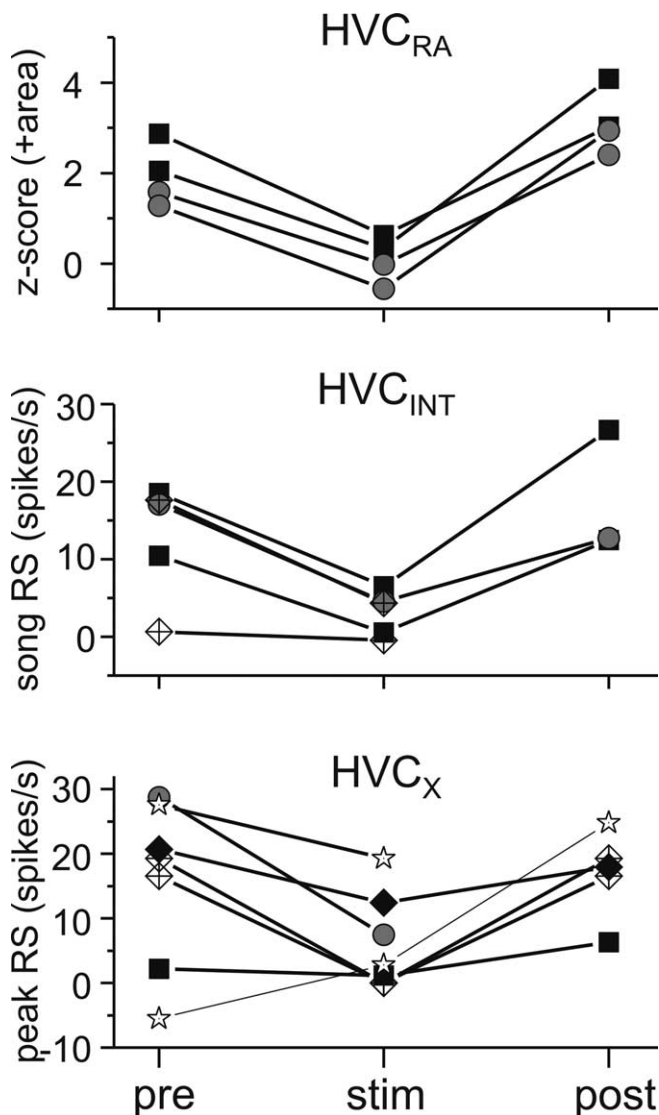 HVCRA
z-score (+area)
4
2
0
HVCINT
song RS (spikes/s)
30
20
10
0
HVCX
peak RS (spikes/s)
30
20
10
0
-10
pre stim post